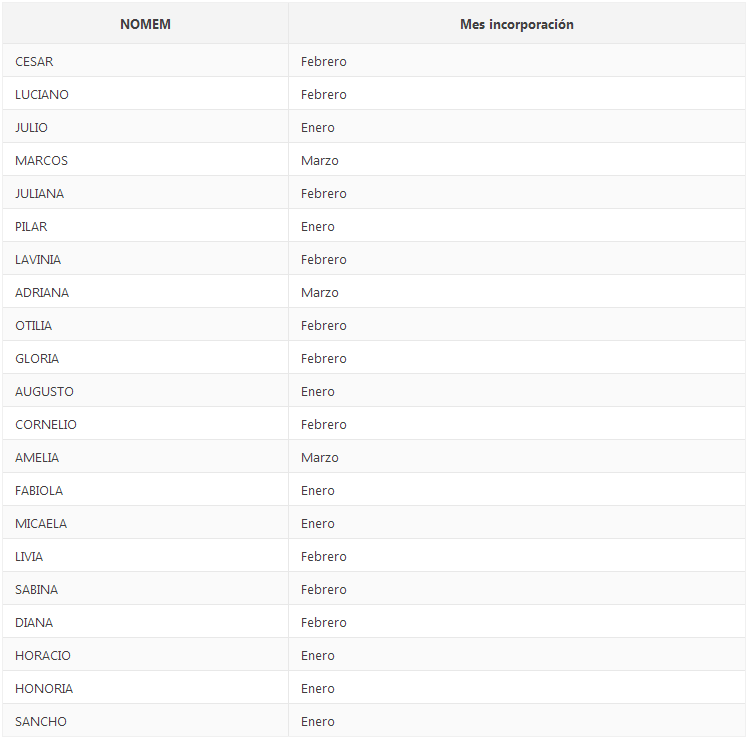 NOMEM Mes incorporación
CESAR Febrero
LUCIANO Febrero
JULIO Enero
MARCOS Marzo
JULIANA Febrero
PILAR Enero
LAVINIA Febrero
ADRIANA Marzo
OTILIA Febrero
GLORIA Febrero
AUGUSTO Enero
CORNELIO Febrero
AMELIA Marzo
FABIOLA Enero
MICAELA Enero
LIVIA Febrero
SABINA Febrero
DIANA Febrero
HORACIO Enero
HONORIA Enero
SANCHO Enero